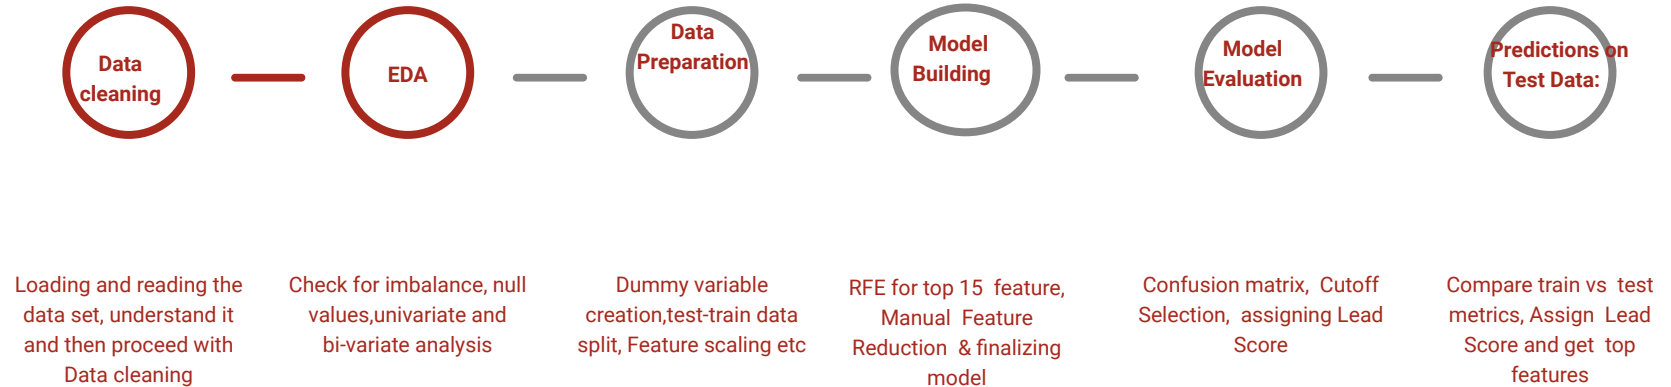 Data
cleaning
EDA
Data
Preparation
Model
Building
Model
Evaluation
Predictions on
Test Data:
Loading and reading the
data set, understand it
and then proceed with
Data cleaning
Check for imbalance, null
values,univariate and
bi-variate analysis
Dummy variable
creation,test-train data
split, Feature scaling etc
RFE for top 15 feature,
Manual Feature
Reduction & finalizing
model
Confusion matrix, Cutoff
Selection, assigning Lead
Score
Compare train vs test
metrics, Assign Lead
Score and get top
features